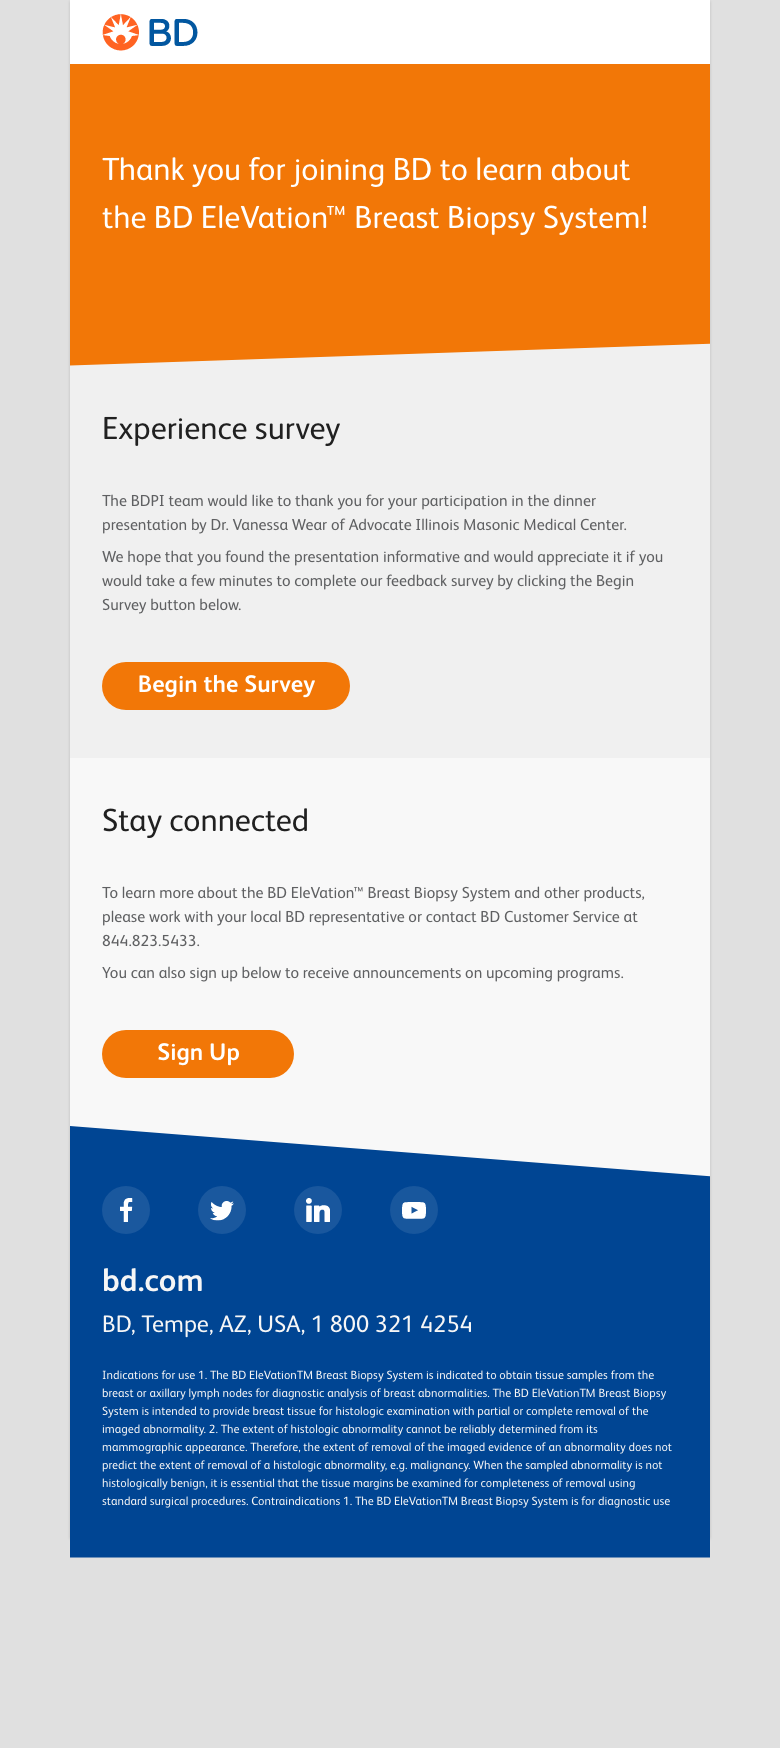 BD
Thank you for joining BD to learn about
the BD EleVation™ Breast Biopsy System!
Experience survey
The BDPI team would like to thank you for your participation in the dinner
presentation by Dr. Vanessa Wear of Advocate Illinois Masonic Medical Center.
We hope that you found the presentation informative and would appreciate it if you
would take a few minutes to complete our feedback survey by clicking the Begin
Survey button below.
Begin the Survey
Stay connected
To learn more about the BD EleVation™ Breast Biopsy System and other products,
please work with your local BD representative or contact BD Customer Service at
844.823.5433.
You can also sign up below to receive announcements on upcoming programs.
Sign Up
bd.com
BD, Tempe, AZ, USA, 1 800 321 4254
Indications for use 1. The BD EleVationTM Breast Biopsy System is indicated to obtain tissue samples from the
breast or axillary lymph nodes for diagnostic analysis of breast abnormalities. The BD EleVationTM Breast Biopsy
System is intended to provide breast tissue for histologic examination with partial or complete removal of the
imaged abnormality. 2. The extent of histologic abnormality cannot be reliably determined from its
mammographic appearance. Therefore, the extent of removal of the imaged evidence of an abnormality does not
predict the extent of removal of a histologic abnormality, e.g. malignancy. When the sampled abnormality is not
histologically benign, it is essential that the tissue margins be examined for completeness of removal using
standard surgical procedures. Contraindications 1. The BD EleVationTM Breast Biopsy System is for diagnostic use